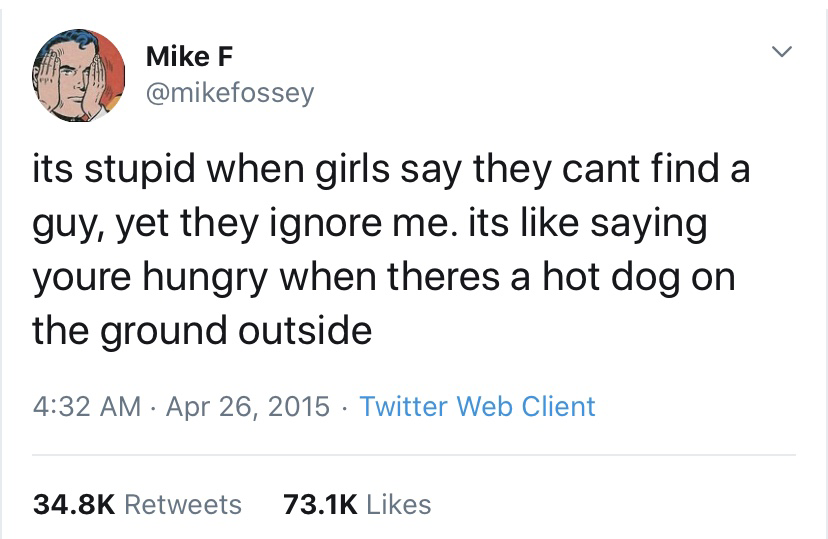 Mike F
@mikefossey
its stupid when girls say they cant find a
guy, yet they ignore me. its like saying
youre hungry when theres a hot dog on
the ground outside
4:32 AM · Apr 26, 2015 · Twitter Web Client
34.8K Retweets 73.1K Likes